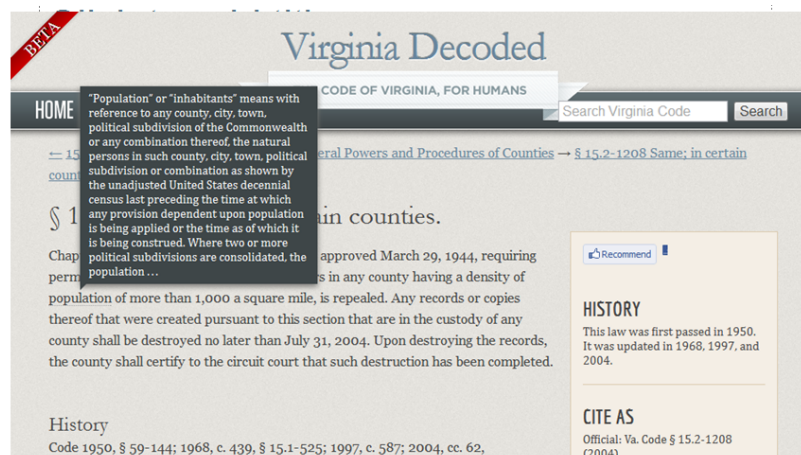 BETA
Virginia Decoded
CODE OF VIRGINIA, FOR HUMANS
HOME
Search Virginia Code
Search
"Population" or "inhabitants" means with
reference to any county, city, town,
political subdivision of the Commonwealth
or any combination thereof, the natural
persons in such county, city, town, political
subdivision or combination as shown by
the unadjusted United States decennial
census last preceding the time at which
any provision dependent upon population
is being applied or the time as of which it
is being construed. Where two or more
political subdivisions are consolidated, the
population ...
← 15 eral Powers and Procedures of Counties → § 15.2-1208 Same; in certain
count
§ 1 ain counties.
Chap approved March 29, 1944, requiring
perm rs in any county having a density of
population of more than 1,000 a square mile, is repealed. Any records or copies
thereof that were created pursuant to this section that are in the custody of any
county shall be destroyed no later than July 31, 2004. Upon destroying the records,
the county shall certify to the circuit court that such destruction has been completed.
History
Code 1950, § 59-144; 1968, c. 439, § 15.1-525; 1997, c. 587; 2004, cc. 62,
Recommend
HISTORY
This law was first passed in 1950.
It was updated in 1968, 1997, and
2004.
CITE AS
Official: Va. Code § 15.2-1208
(2004)